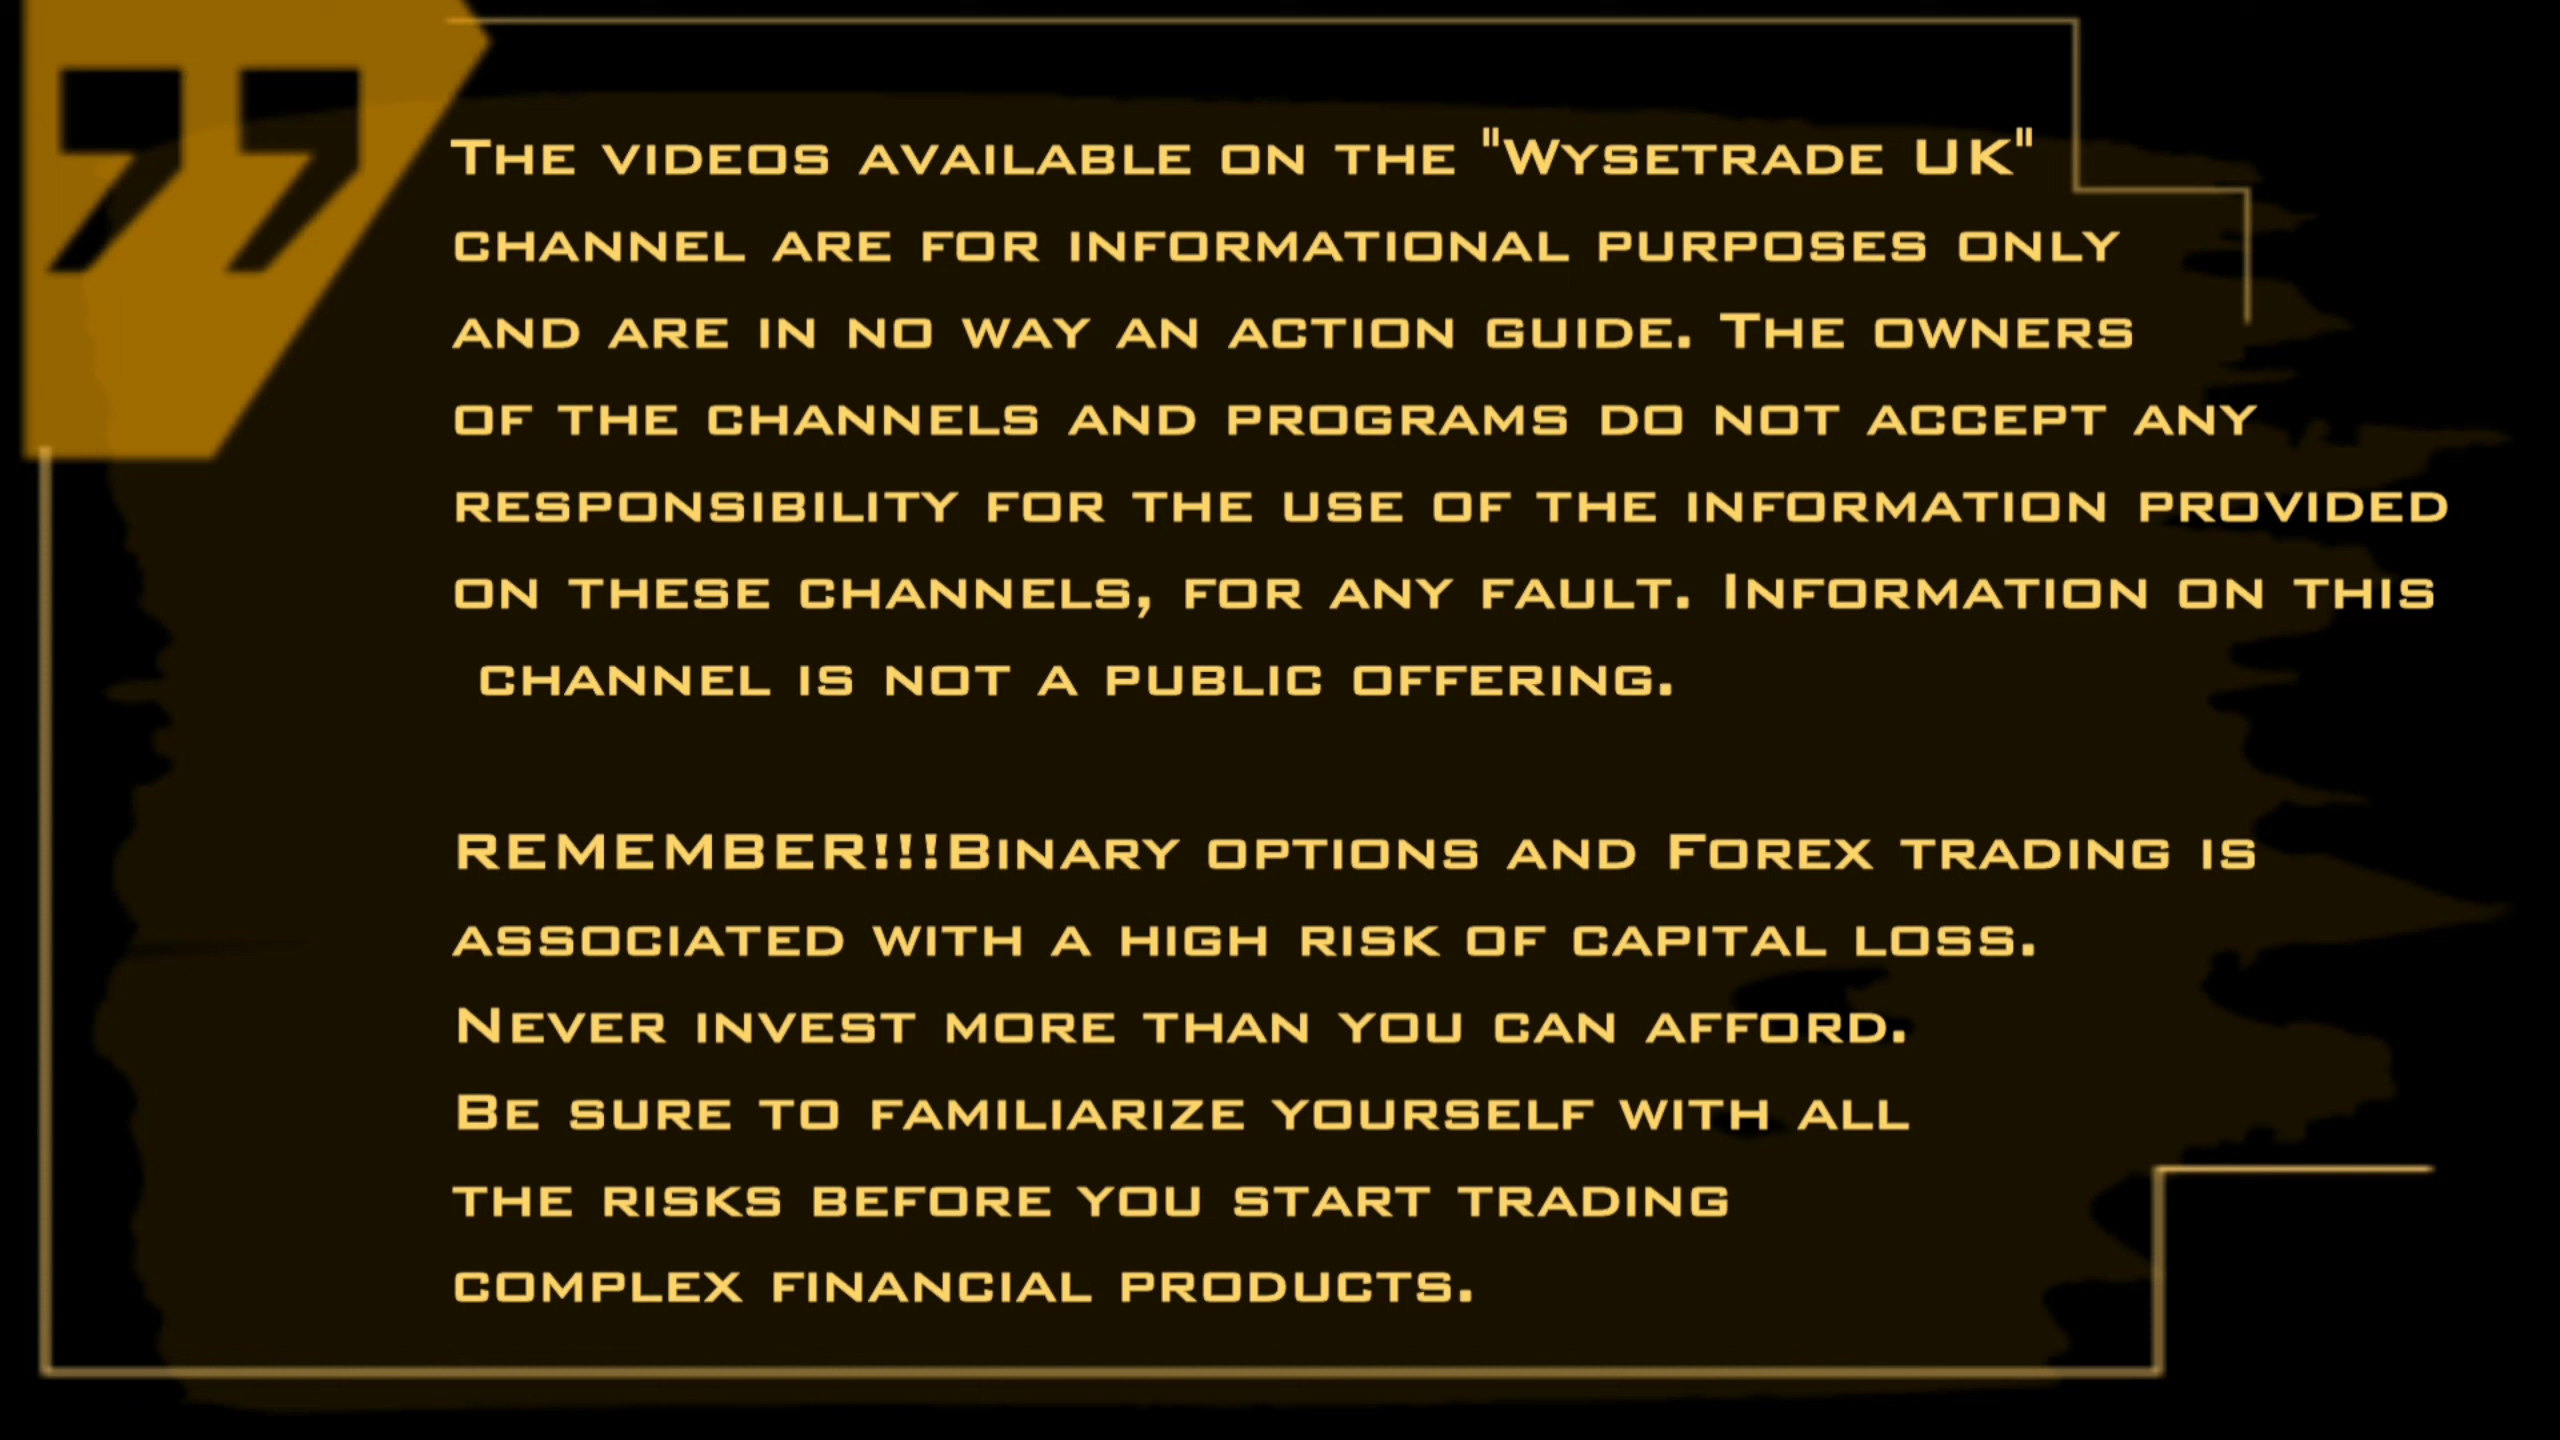 The videos available on the "Wysetrade UK"
channel are for informational purposes only
and are in no way an action guide. The owners
of the channels and programs do not accept any
responsibility for the use of the information provided
on these channels, for any fault. Information on this
channel is not a public offering.
REMEMBER!!!Binary options and Forex trading is
associated with a high risk of capital loss.
Never invest more than you can afford.
Be sure to familiarize yourself with all
the risks before you start trading
complex financial products.